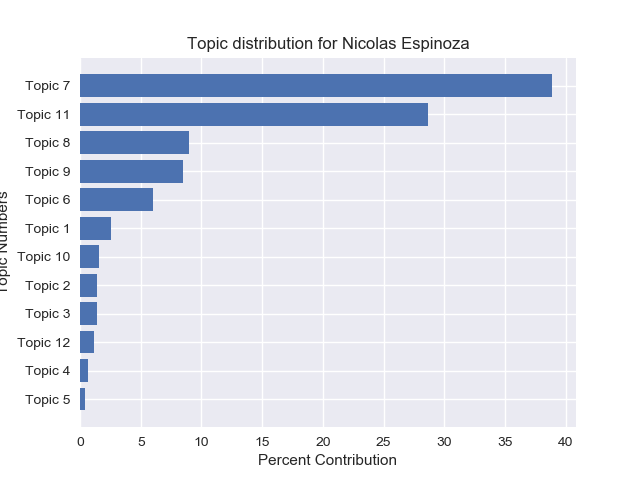 Topic distribution for Nicolas Espinoza
Topic 7
Topic 11
Topic 8
Topic 9
Topic 6
Topic 1
Topic 10
Topic 2
Topic 3
Topic 12
Topic 4
Topic 5
Topic Numbers
0 5 10 15 20 25 30 35 40
Percent Contribution